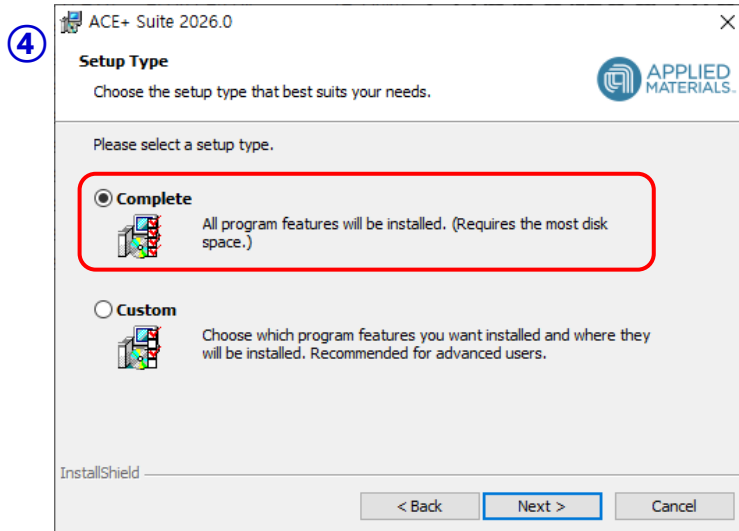 ④
ACE+ Suite 2026.0
Setup Type
Choose the setup type that best suits your needs.
APPLIED
MATERIALS.
Please select a setup type.
Complete
All program features will be installed. (Requires the most disk
space.)
Custom
Choose which program features you want installed and where they
will be installed. Recommended for advanced users.
InstallShield
< Back Next > Cancel